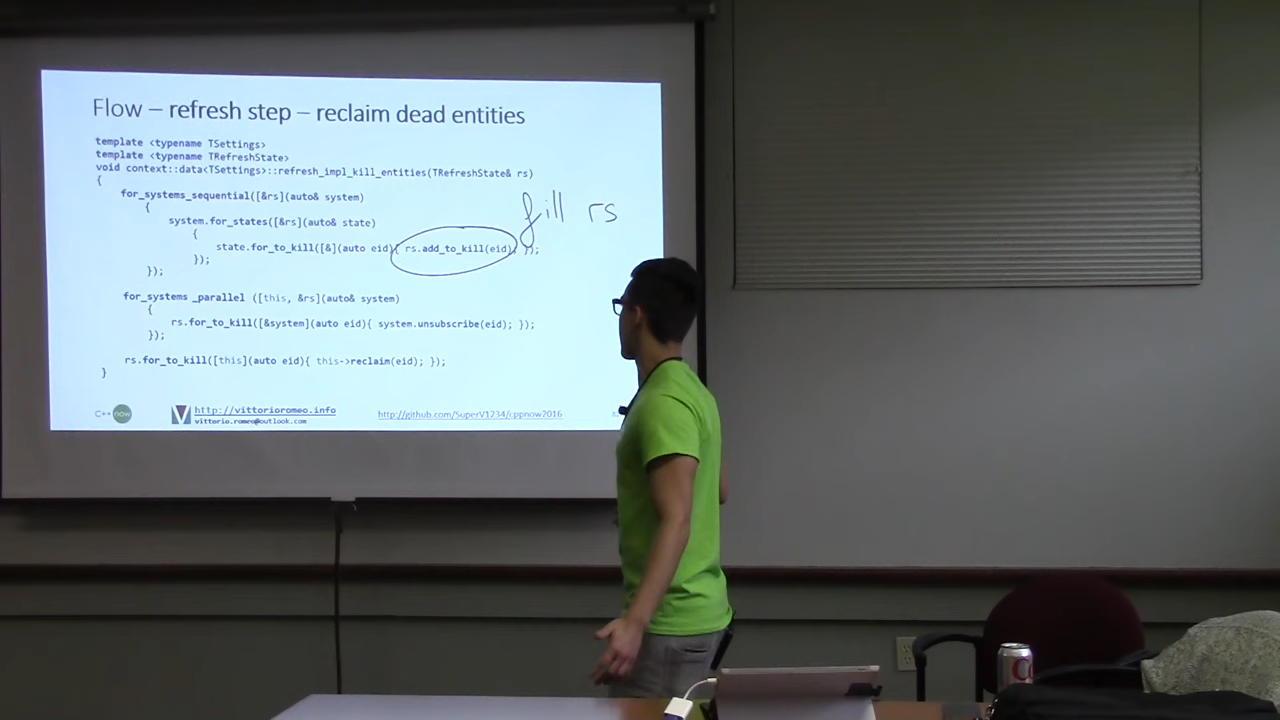 Flow – refresh step – reclaim dead entities
template <typename TSettings>
template <typename TRefreshState>
void context::data<TSettings>::refresh_impl_kill_entities(TRefreshState& rs)
{
for_systems_sequential([&rs](auto& system)
{
system.for_states([&rs](auto& state)
{
state.for_to_kill([&](auto eid){ rs.add_to_kill(eid); });
});
});
fill rs
for_systems _parallel ([this, &rs](auto& system)
{
rs.for_to_kill([&system](auto eid){ system.unsubscribe(eid); });
});
rs.for_to_kill([this](auto eid){ this->reclaim(eid); });
}
C++ now
http://vittorioromeo.info
vittorio.romeo@outlook.com
http://github.com/SuperV1234/cppnow2016